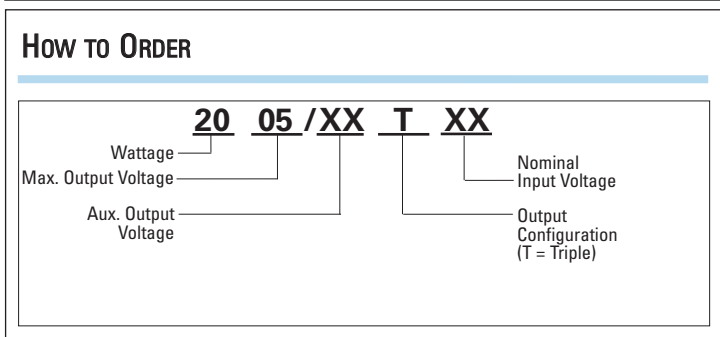 HOW TO ORDER
20 05 /XX T XX
Wattage
Max. Output Voltage
Aux. Output
Voltage
Nominal
Input Voltage
Output
Configuration
(T = Triple)